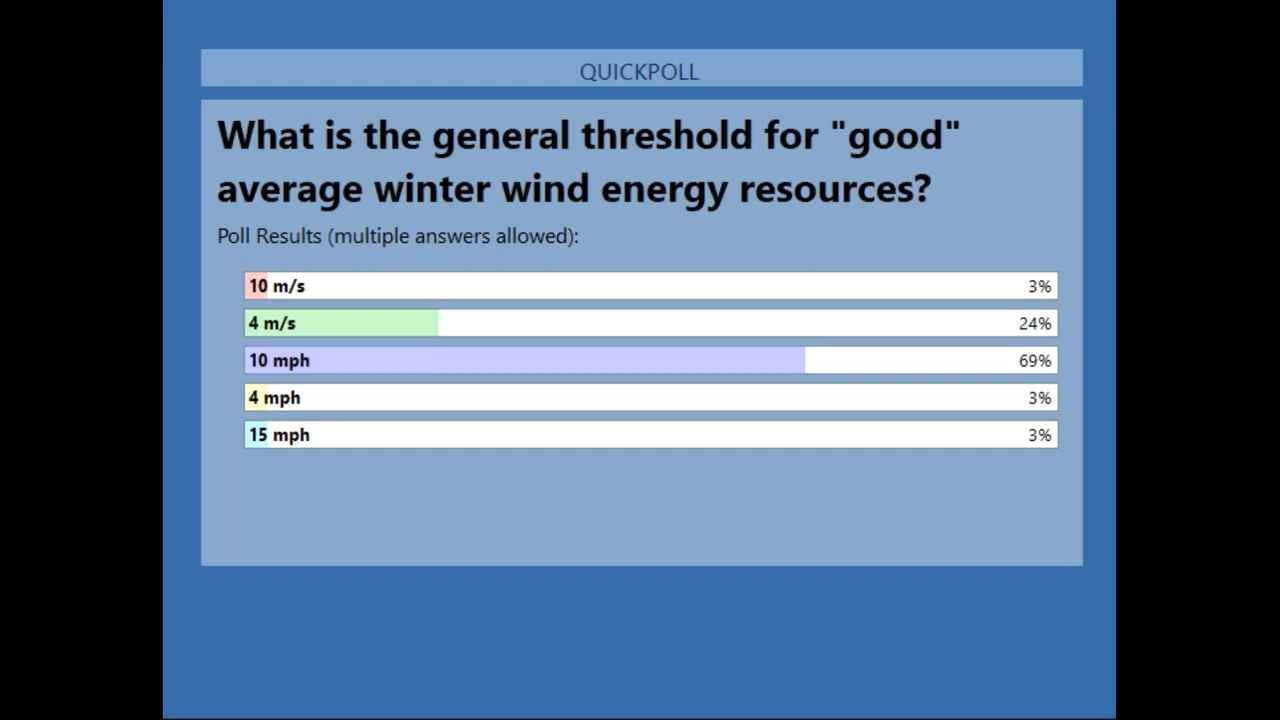 QUICKPOLL
What is the general threshold for "good"
average winter wind energy resources?
Poll Results (multiple answers allowed):
10 m/s 3%
4 m/s 24%
10 mph 69%
4 mph 3%
15 mph 3%